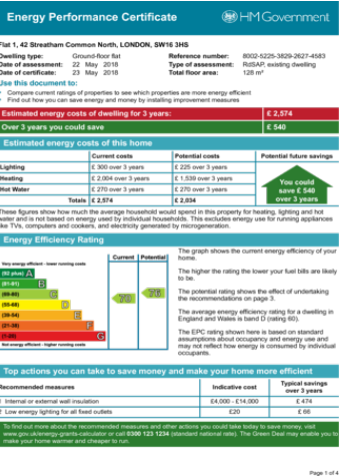 Energy Performance Certificate
HM Government
Flat 1, 42 Streatham Common North, LONDON, SW16 3HS
Dwelling type: Ground-floor flat Reference number: 8002-5225-3829-2627-4583
Date of assessment: 22 May 2018 Type of assessment: RdSAP, existing dwelling
Date of certificate: 23 May 2018 Total floor area: 128 m²
Use this document to:
Compare current ratings of properties to see which properties are more energy efficient
Find out how you can save energy and money by installing improvement measures
Estimated energy costs of dwelling for 3 years: £ 2,574
Over 3 years you could save £ 540
Estimated energy costs of this home
Current costs Potential costs Potential future savings
Lighting £ 300 over 3 years £ 225 over 3 years
Heating £ 2,004 over 3 years £ 1,539 over 3 years
Hot Water £ 270 over 3 years £ 270 over 3 years
Totals £ 2,574 £ 2,034
You could
save £ 540
over 3 years
These figures show how much the average household would spend in this property for heating, lighting and hot
water and is not based on energy used by individual households. This excludes energy use for running appliances
like TVs, computers and cookers, and electricity generated by microgeneration.
Energy Efficiency Rating
Current Potential
Very energy efficient - lower running costs
(92 plus) A
(81-91) B
(69-80) C
(55-68) D
(39-54) E
(21-38) F
(1-20) G
Not energy efficient - higher running costs
70 76
The graph shows the current energy efficiency of your
home.
The higher the rating the lower your fuel bills are likely
to be.
The potential rating shows the effect of undertaking
the recommendations on page 3.
The average energy efficiency rating for a dwelling in
England and Wales is band D (rating 60).
The EPC rating shown here is based on standard
assumptions about occupancy and energy use and
may not reflect how energy is consumed by individual
occupants.
Top actions you can take to save money and make your home more efficient
Recommended measures Indicative cost Typical savings
over 3 years
1 Internal or external wall insulation £4,000 - £14,000 £ 474
2 Low energy lighting for all fixed outlets £20 £ 66
To find out more about the recommended measures and other actions you could take today to save money, visit
www.gov.uk/energy-grants-calculator or call 0300 123 1234 (standard national rate). The Green Deal may enable you to
make your home warmer and cheaper to run.
Page 1 of 4